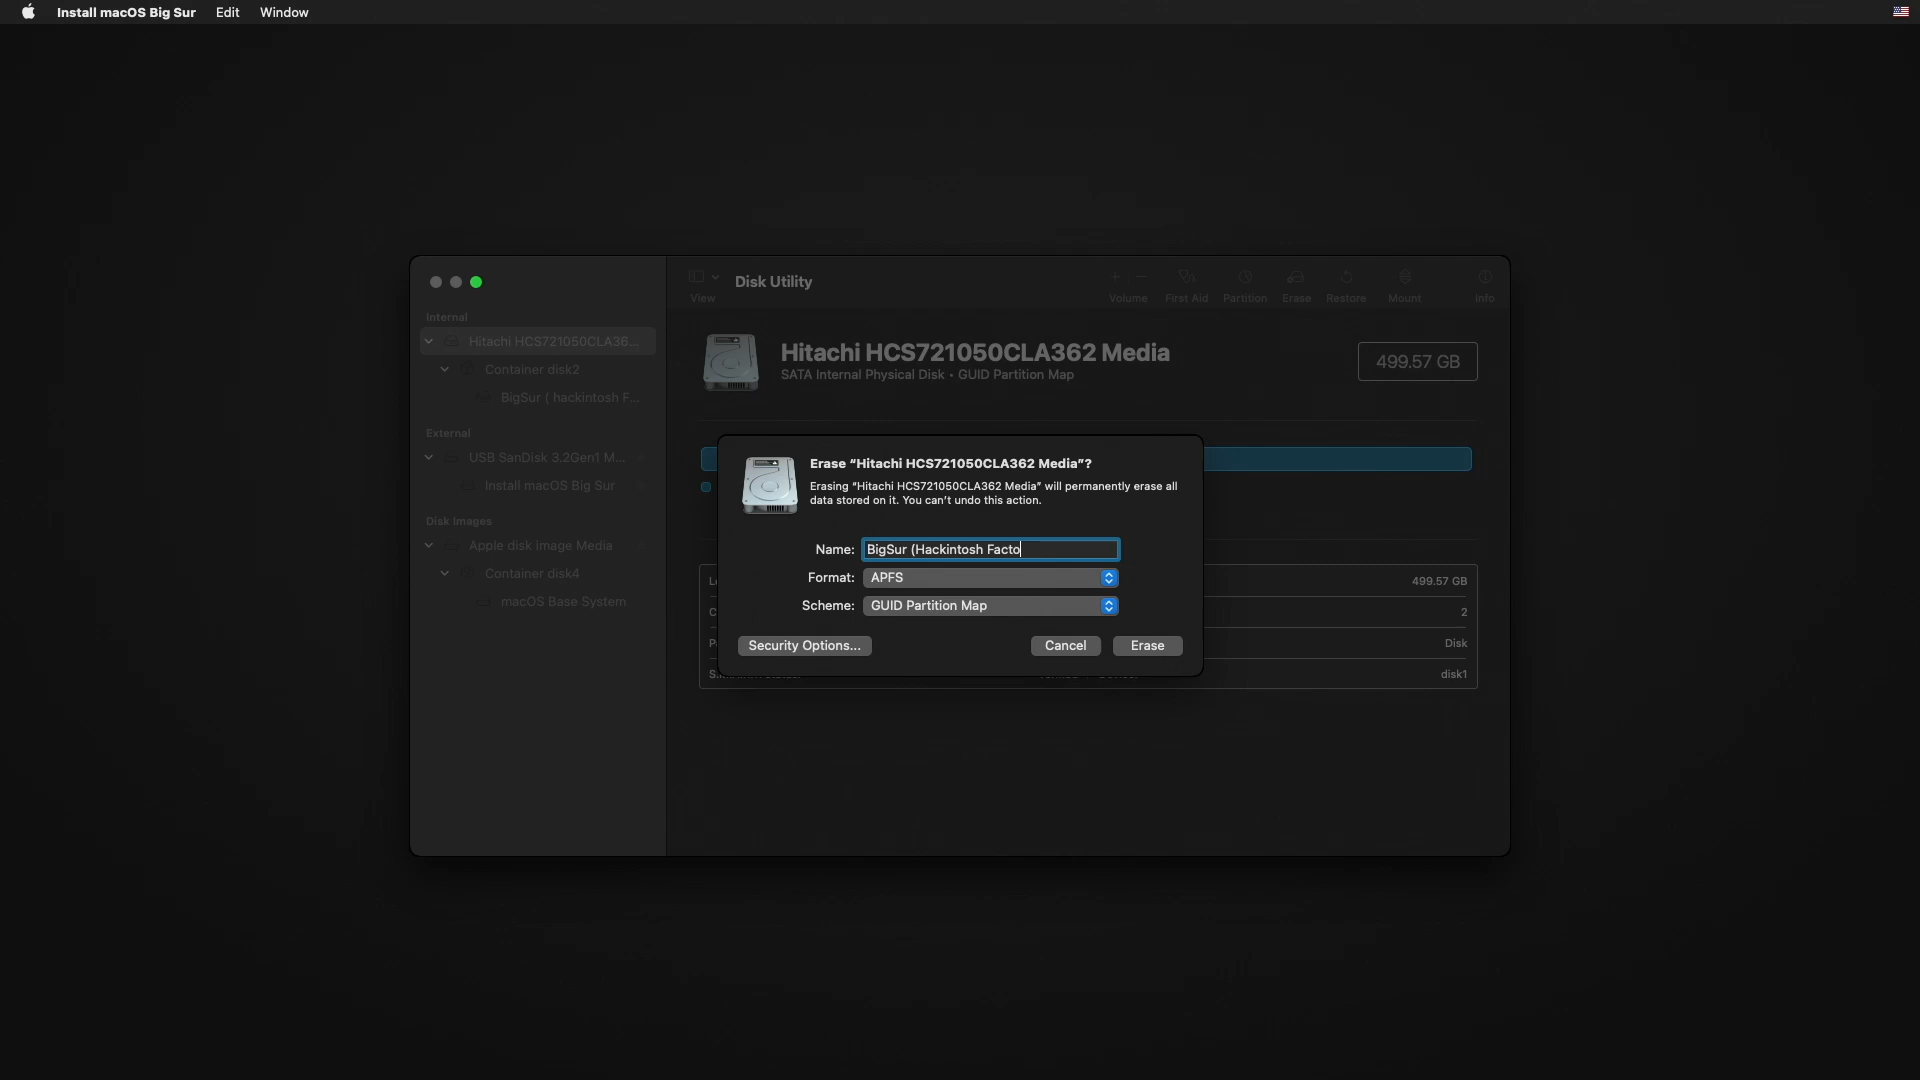 Install macOS Big Sur Edit Window
View
Disk Utility
Volume First Aid Partition Erase Restore Mount Info
Internal
Hitachi HCS721050CLA36...
Container disk2
BigSur ( hackintosh F...
External
USB SanDisk 3.2Gen1 M...
Install macOS Big Sur
Disk Images
Apple disk image Media
Container disk4
macOS Base System
Hitachi HCS721050CLA362 Media
SATA Internal Physical Disk • GUID Partition Map
499.57 GB
Erase “Hitachi HCS721050CLA362 Media”?
Erasing “Hitachi HCS721050CLA362 Media” will permanently erase all
data stored on it. You can’t undo this action.
Name: BigSur (Hackintosh Facto
Format: APFS
Scheme: GUID Partition Map
Security Options... Cancel Erase
499.57 GB
2
Disk
disk1